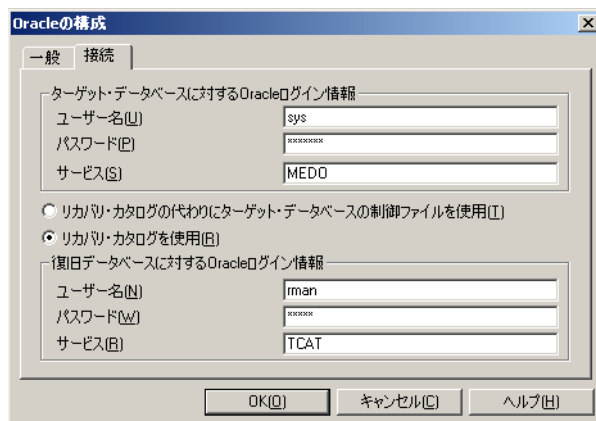 Oracleの構成
一般 接続
ターゲット・データベースに対するOracleログイン情報
ユーザー名(U) sys
パスワード(P) *******
サービス(S) MEDO
リカバリ・カタログの代わりにターゲット・データベースの制御ファイルを使用(T)
リカバリ・カタログを使用(R)
復旧データベースに対するOracleログイン情報
ユーザー名(N) rman
パスワード(W) *****
サービス(R) TCAT
OK(O) キャンセル(C) ヘルプ(H)